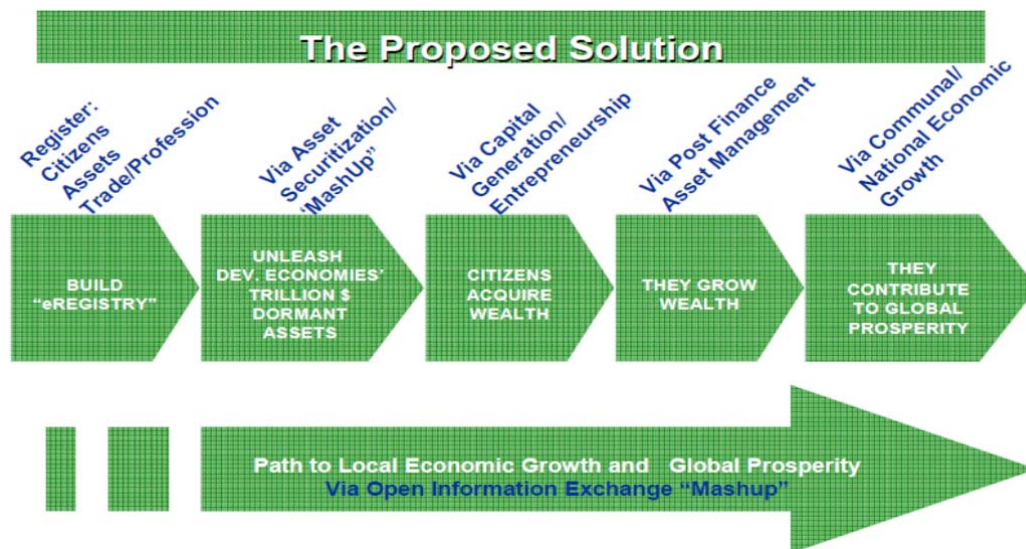 The Proposed Solution
Register:
Citizens
Assets
Trade/Profession
Via Asset
Securitization/
‘MashUp”
Via Capital
Generation/
Entrepreneurship
Via Post Finance
Asset Management
Via Communal/
National Economic
Growth
BUILD
“eREGISTRY”
UNLEASH
DEV. ECONOMIES’
TRILLION $
DORMANT
ASSETS
CITIZENS
ACQUIRE
WEALTH
THEY GROW
WEALTH
THEY
CONTRIBUTE
TO GLOBAL
PROSPERITY
Path to Local Economic Growth and Global Prosperity
Via Open Information Exchange “Mashup”